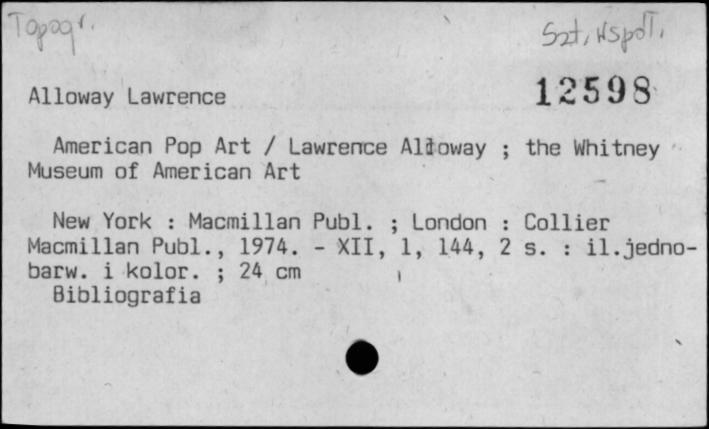 Topogr. Szt. Wspoł.
Alloway Lawrence 12598
American Pop Art / Lawrence Alloway ; the Whitney
Museum of American Art
New York : Macmillan Publ. ; London : Collier
Macmillan Publ., 1974. - XII, 1, 144, 2 s. : il.jedno-
barw. i kolor. ; 24 cm
Bibliografia